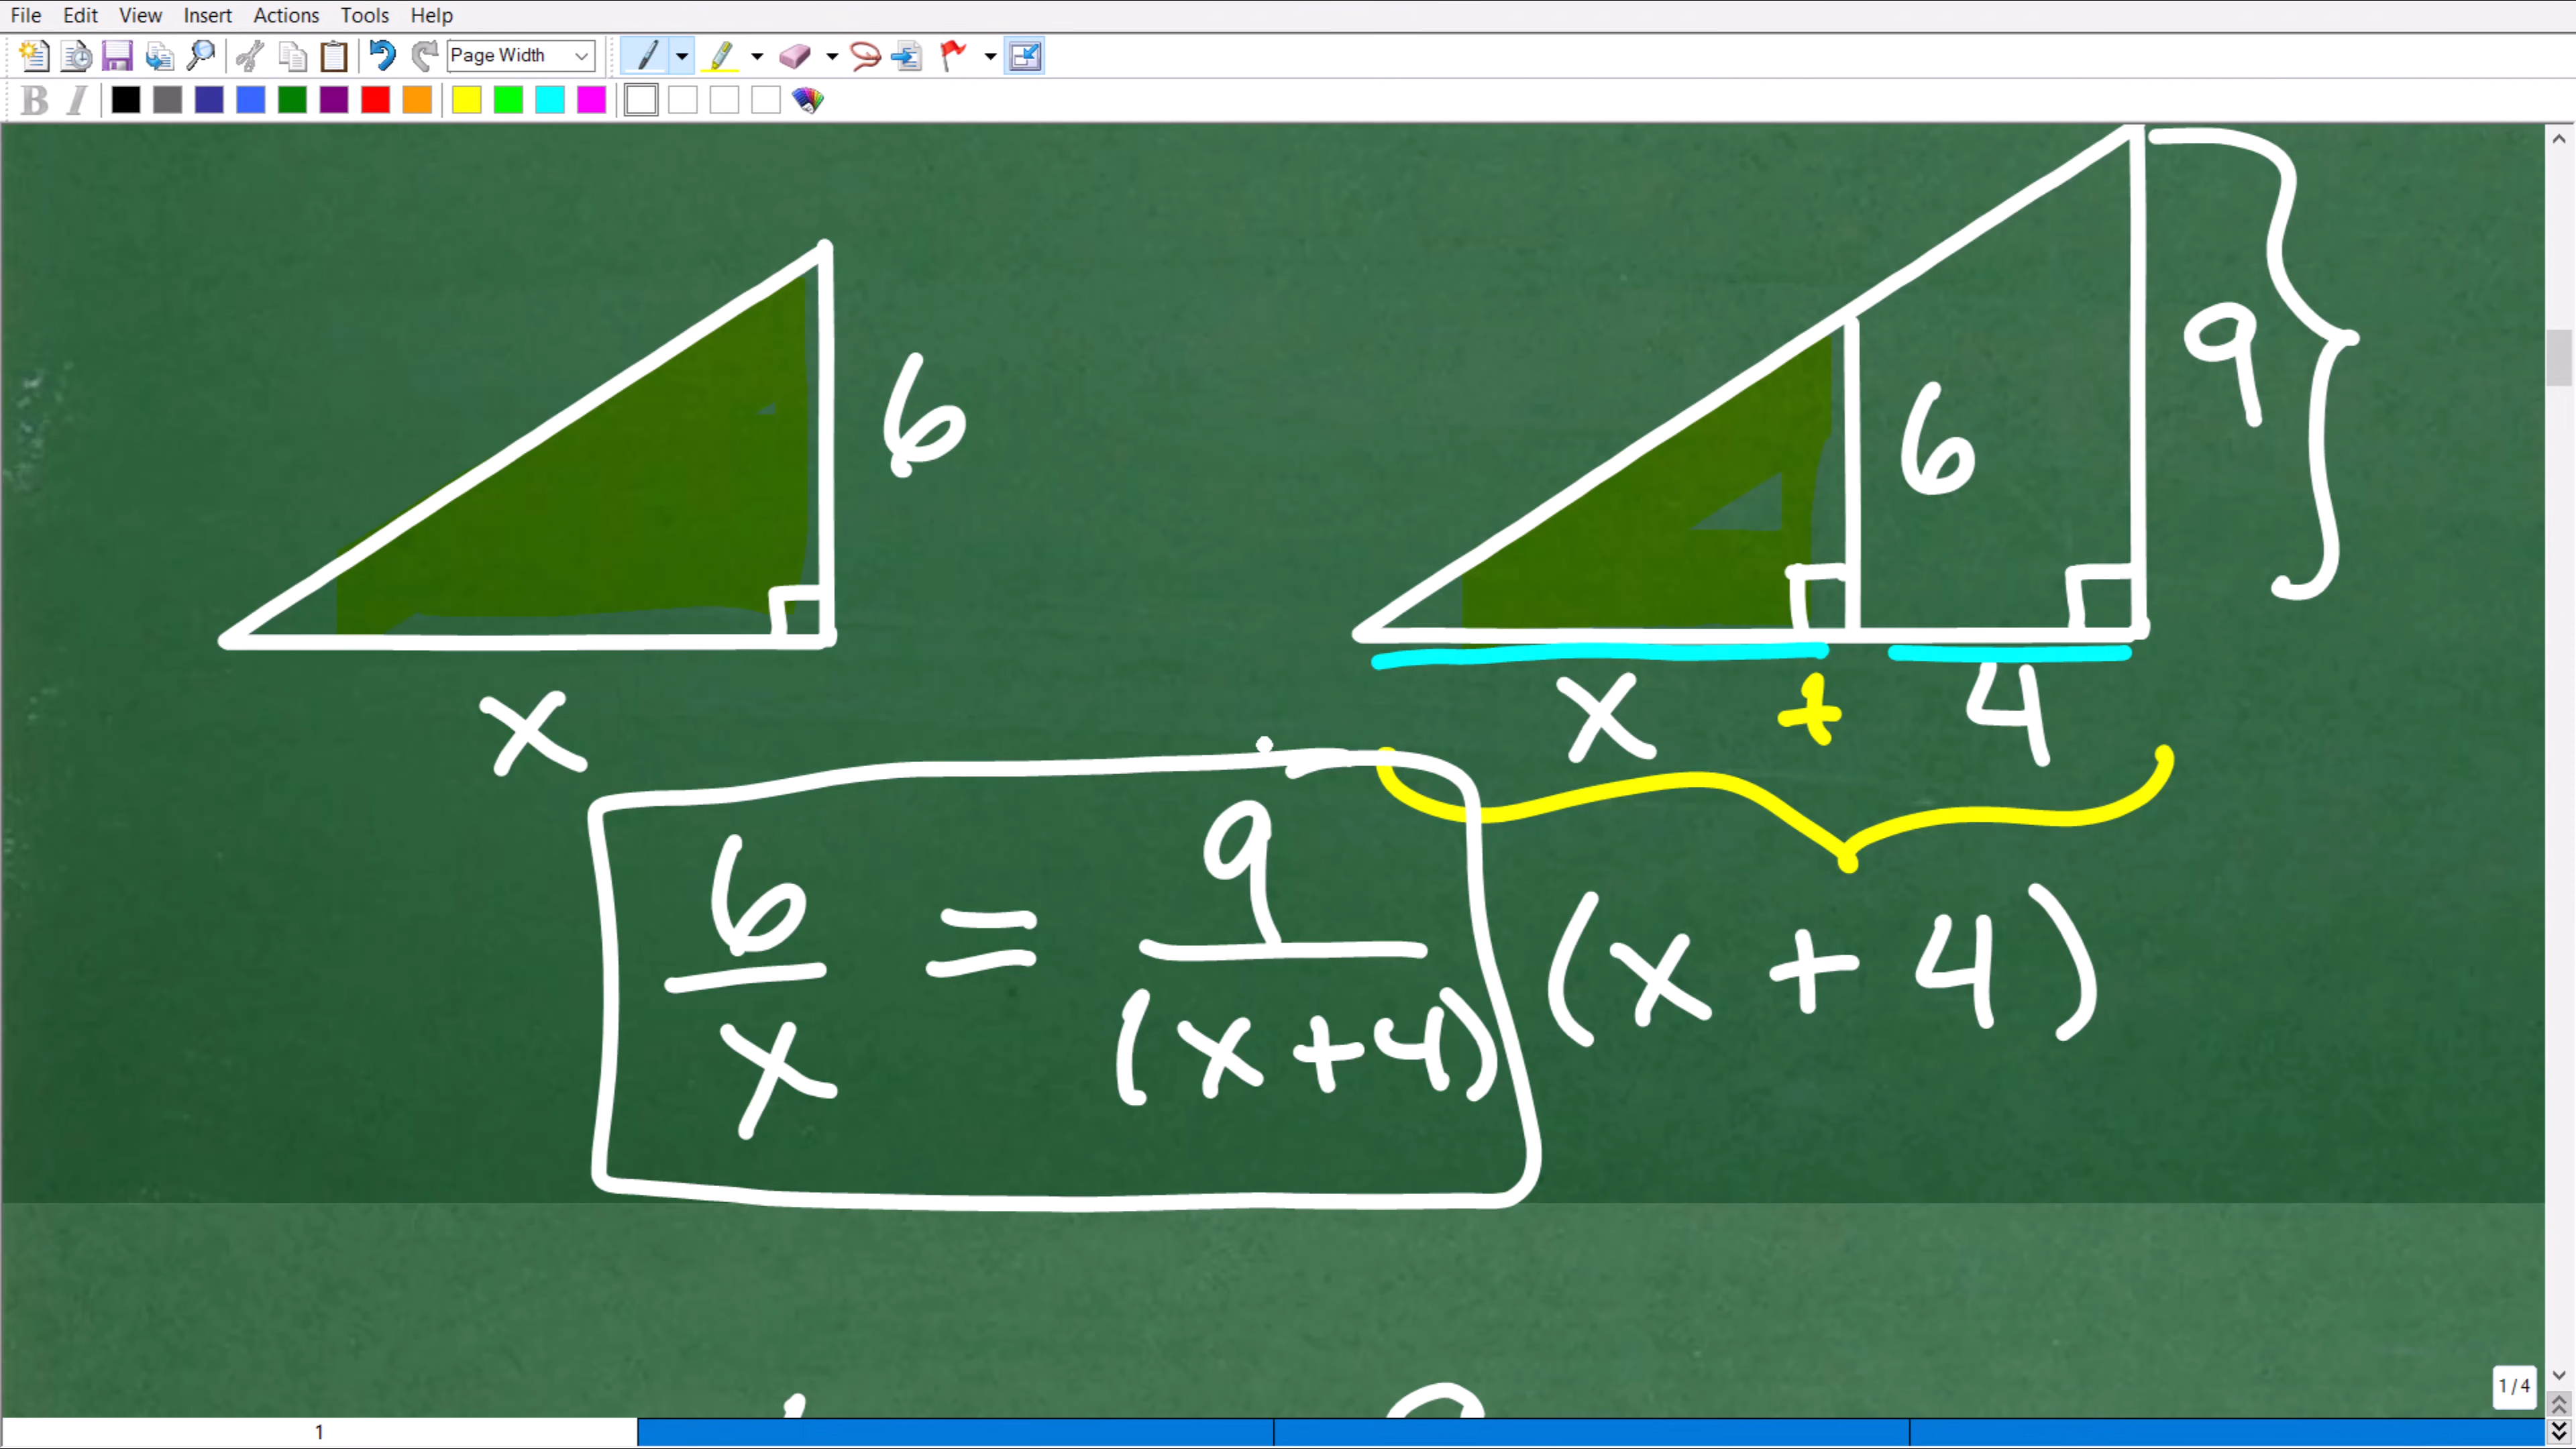 File Edit View Insert Actions Tools Help
Page Width
B I
6
9
6
x
x + 4
6 = 9
x (x+4)
(x + 4)
1 / 4
1